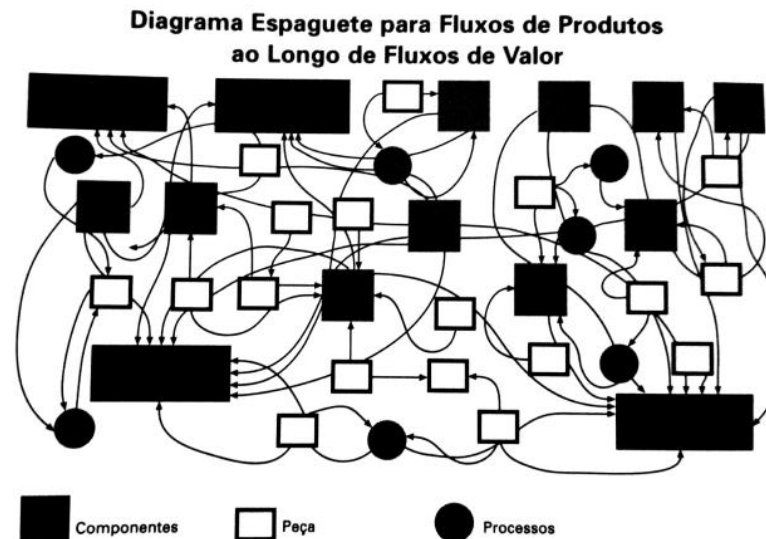 Diagrama Espaguete para Fluxos de Produtos
ao Longo de Fluxos de Valor
Componentes
Peça
Processos